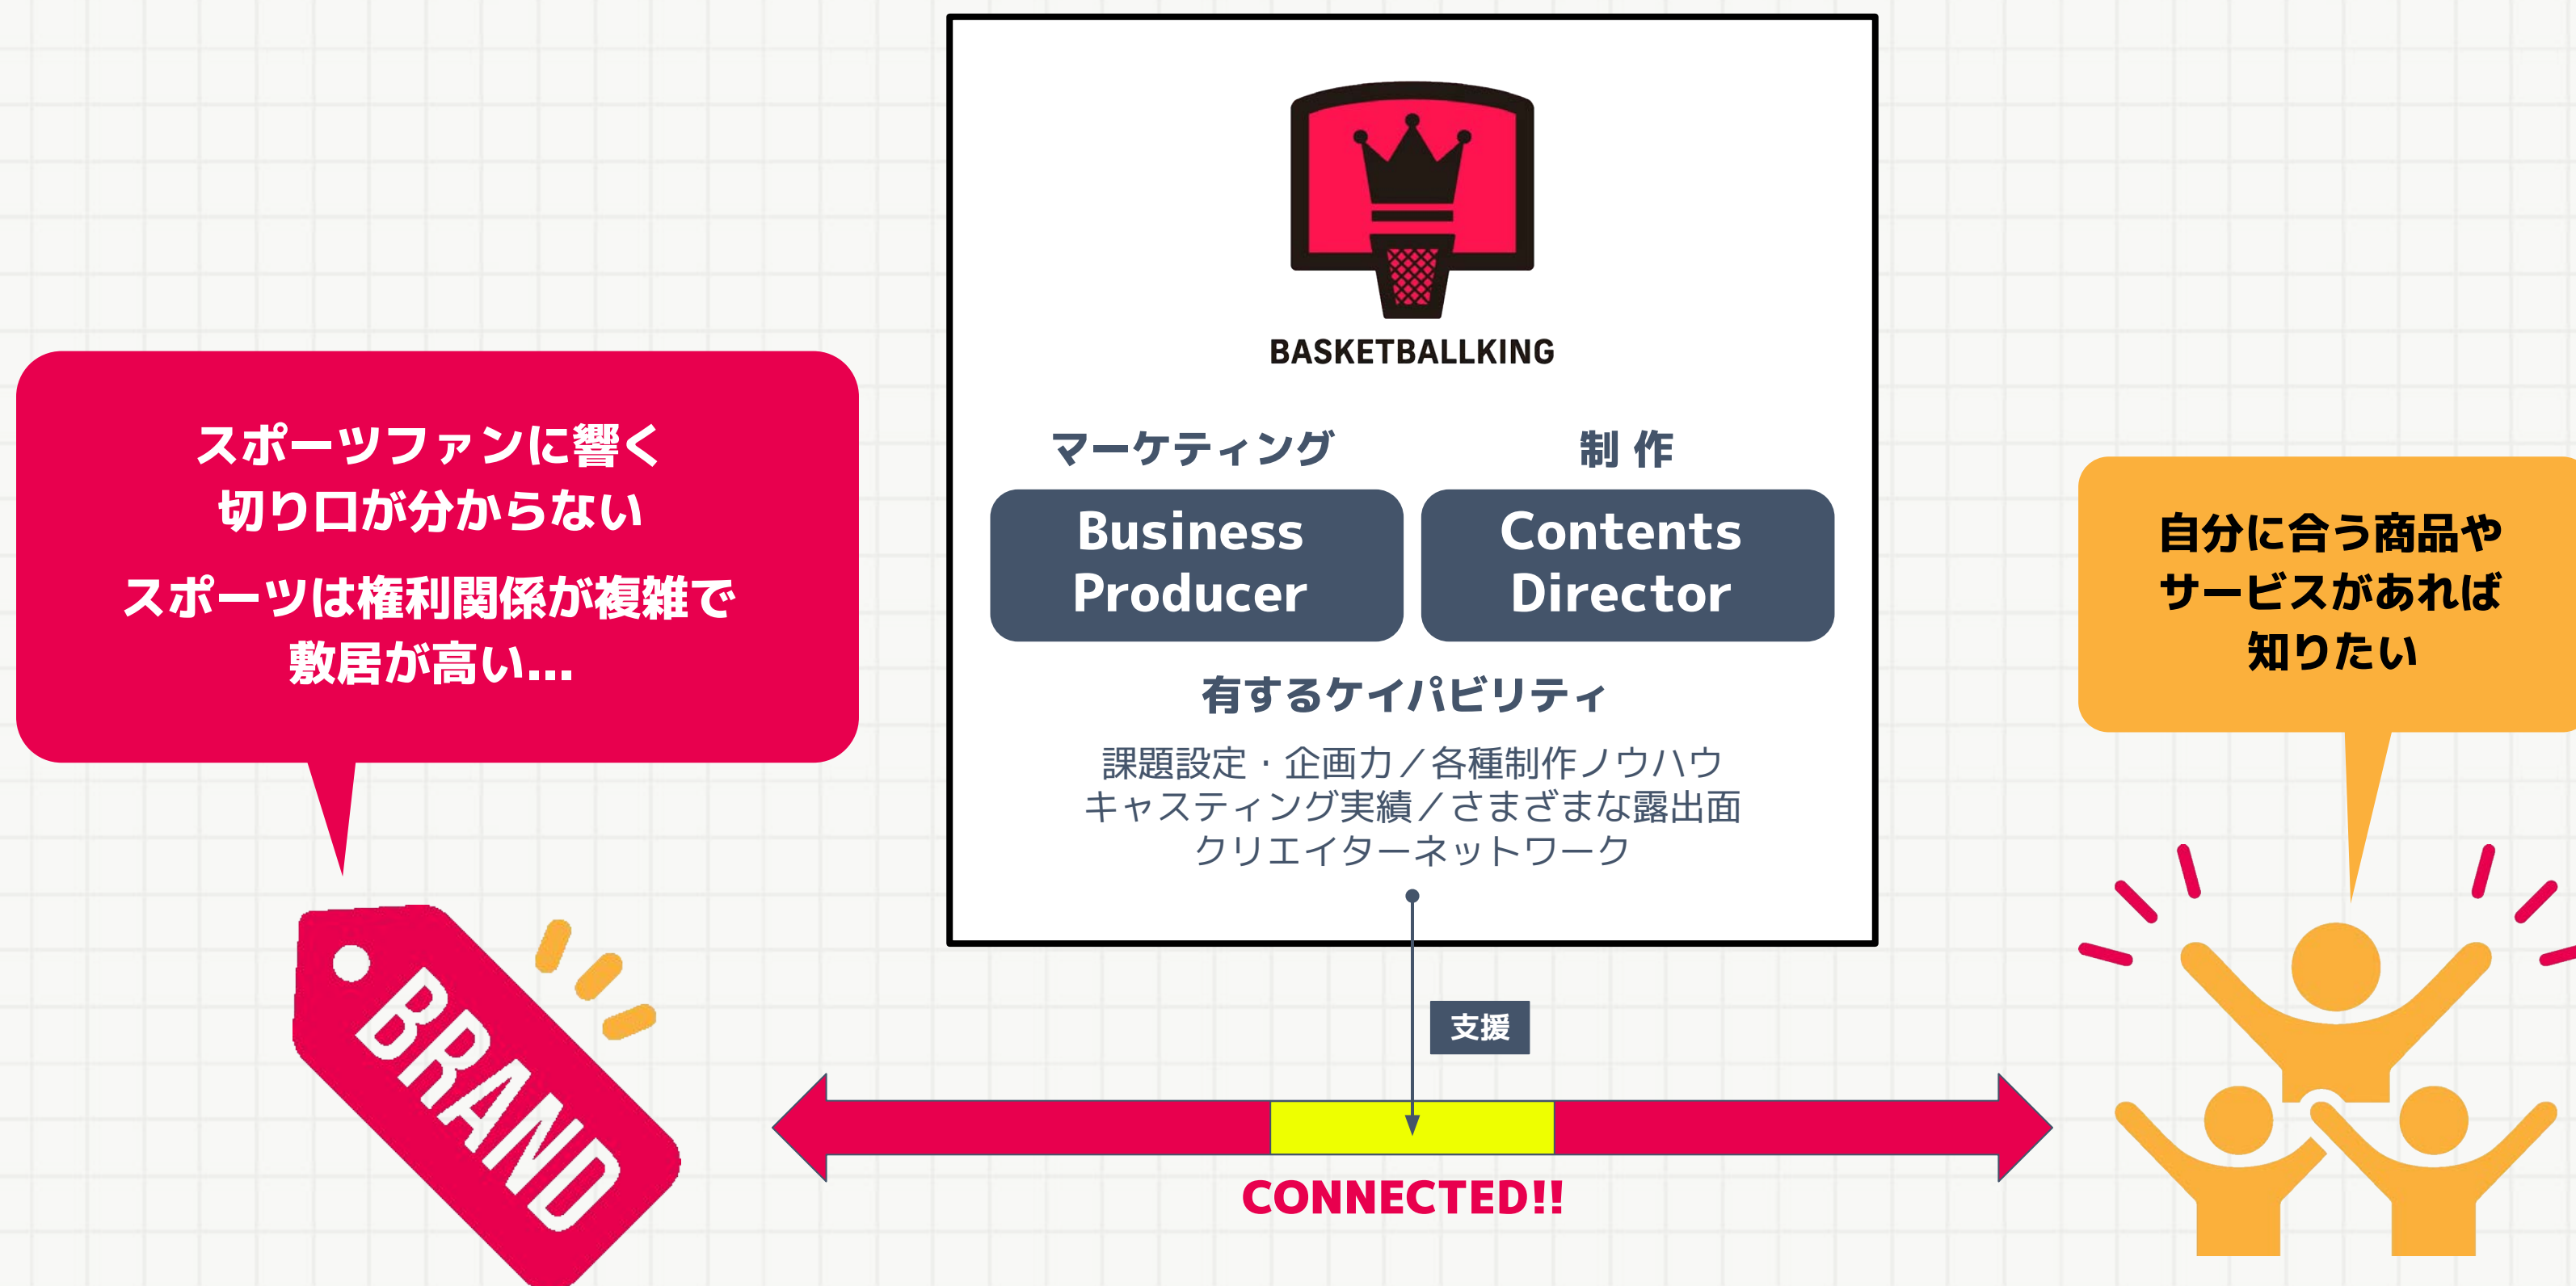 BASKETBALLKING
スポーツファンに響く
切り口が分からない
スポーツは権利関係が複雑で
敷居が高い...
マーケティング
制 作
Business
Producer
Contents
Director
有するケイパビリティ
課題設定・企画力／各種制作ノウハウ
キャスティング実績／さまざまな露出面
クリエイターネットワーク
自分に合う商品や
サービスがあれば
知りたい
BRAND
支援
CONNECTED!!